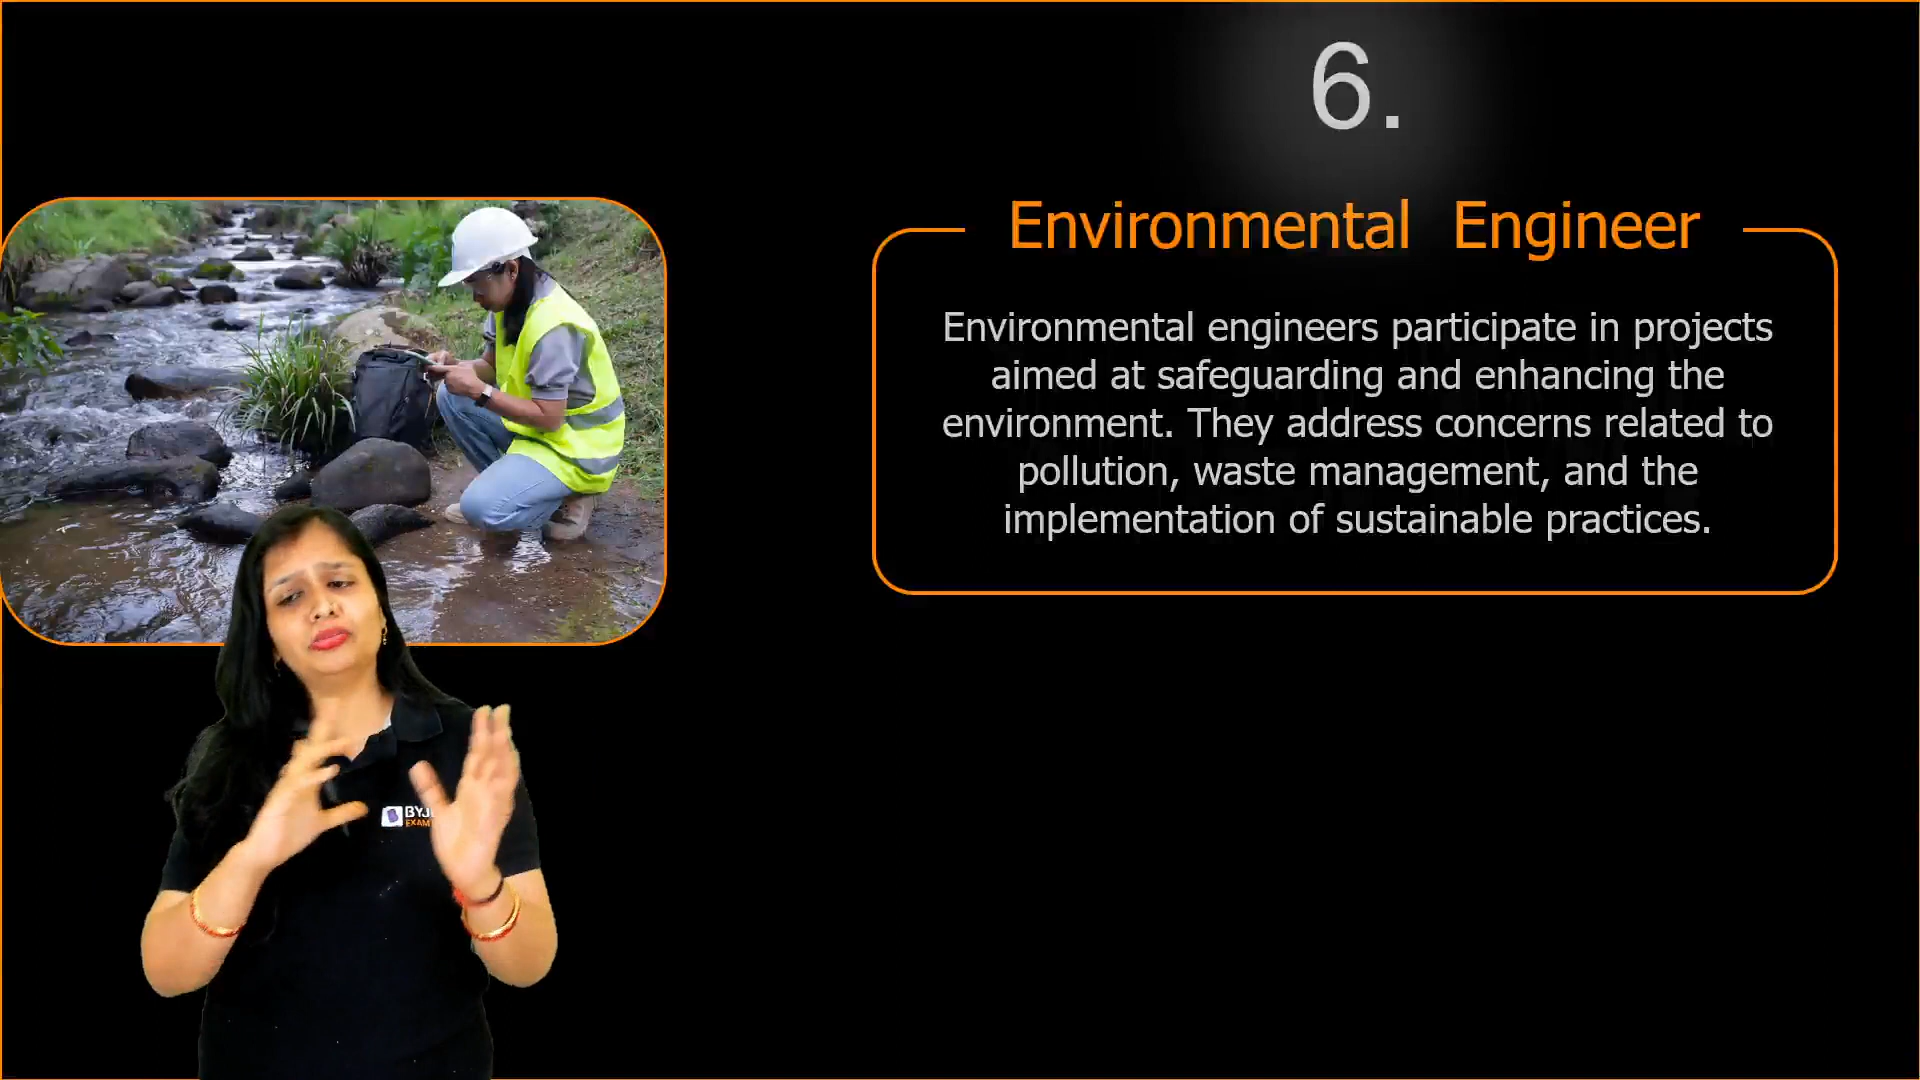 6.
Environmental Engineer
Environmental engineers participate in projects
aimed at safeguarding and enhancing the
environment. They address concerns related to
pollution, waste management, and the
implementation of sustainable practices.
EXAM